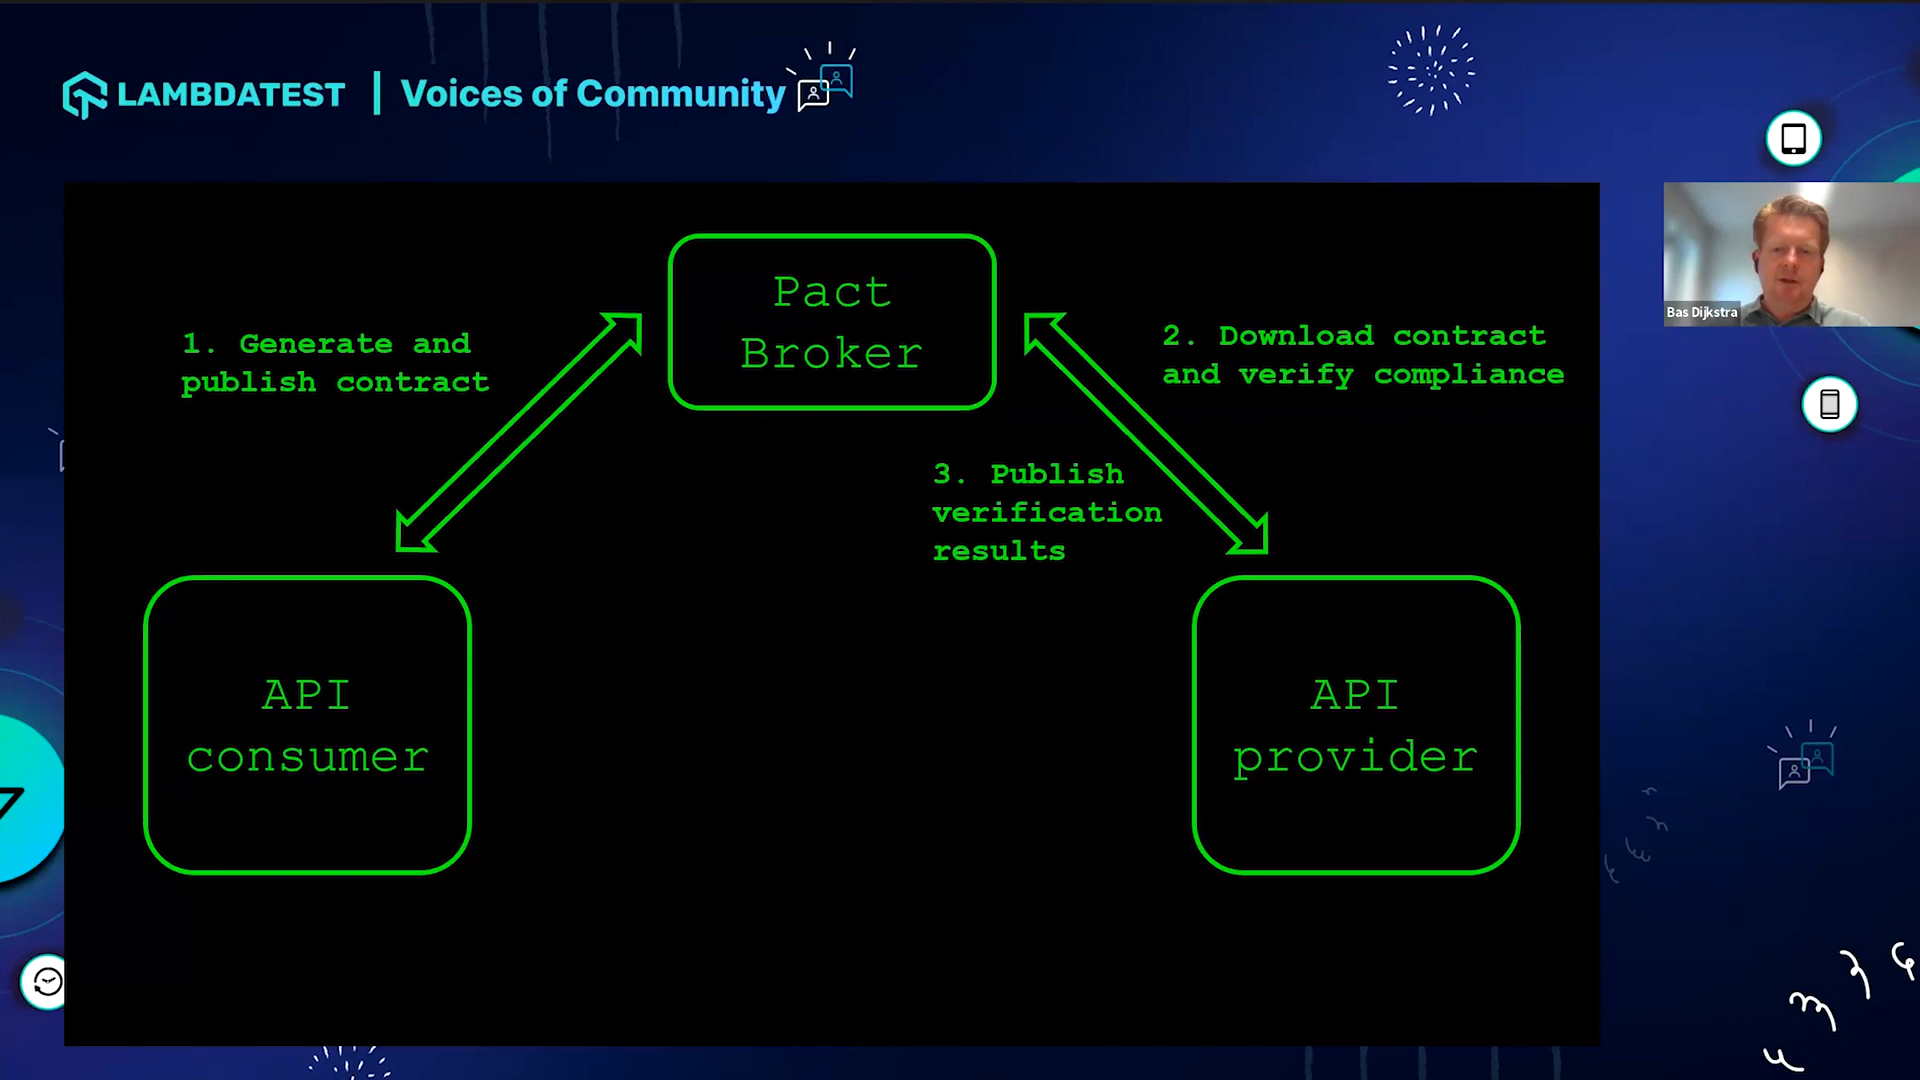 LAMBDATEST | Voices of Community
Pact
Broker
1. Generate and
publish contract
2. Download contract
and verify compliance
3. Publish
verification
results
API
consumer
API
provider
Bas Dijkstra